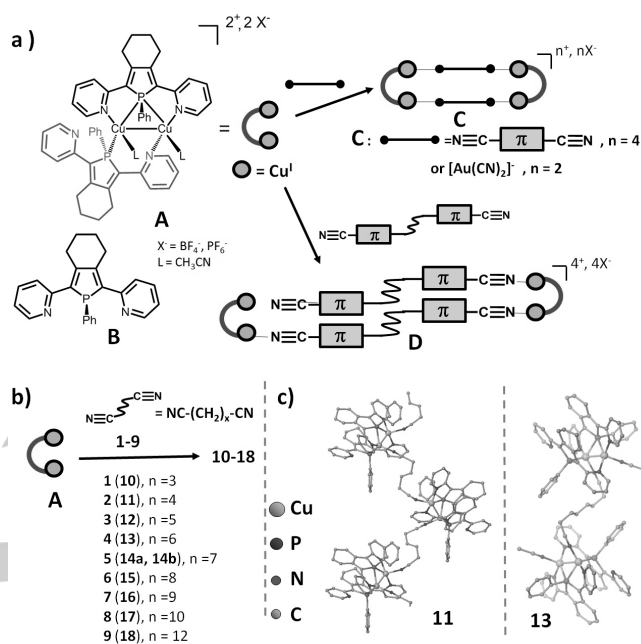 a )
2⁺, 2 X⁻
P
Ph
N
N
Cu
Cu
N
Ph
P
L
N
L
A
X⁻= BF₄⁻, PF₆⁻
L = CH₃CN
N
P
Ph
N
B
=
= Cuᴵ
n⁺, nX⁻
C
C : =N≡C- π -C≡N , n = 4
or [Au(CN)₂]⁻ , n = 2
N≡C- π π -C≡N
4⁺, 4X⁻
N≡C- π π -C≡N
N≡C- π π -C≡N
D
b)
N≡C C≡N = NC-(CH₂)ₓ-CN
1-9
10-18
A
1 (10), n =3
2 (11), n =4
3 (12), n =5
4 (13), n =6
5 (14a, 14b), n =7
6 (15), n =8
7 (16), n =9
8 (17), n =10
9 (18), n = 12
c)
Cu
P
N
C
11
13